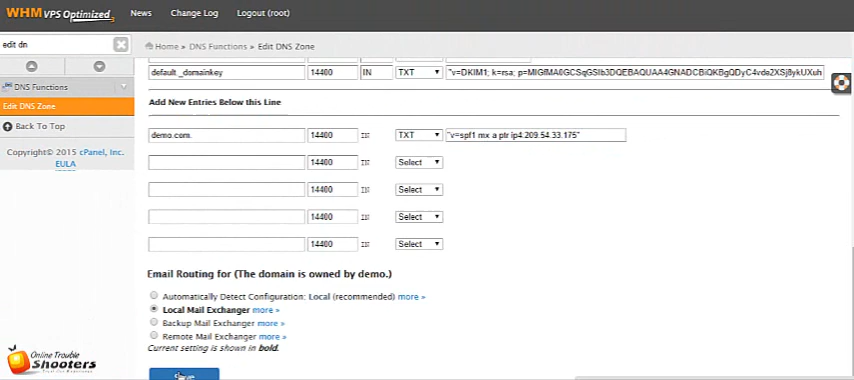 WHM VPS Optimized 3 News Change Log Logout (root)
edit dn
Home » DNS Functions » Edit DNS Zone
DNS Functions
Edit DNS Zone
Back To Top
Copyright© 2015 cPanel, Inc.
EULA
default._domainkey 14400 IN TXT
Add New Entries Below this Line
demo.com. 14400 IN TXT "v=spf1 mx a ptr ip4:209.54.33.175"
14400 IN Select
14400 IN Select
14400 IN Select
14400 IN Select
Email Routing for (The domain is owned by demo.)
Automatically Detect Configuration: Local (recommended) more »
Local Mail Exchanger more »
Backup Mail Exchanger more »
Remote Mail Exchanger more »
Current setting is shown in bold.
Save
Online Trouble
Shooters